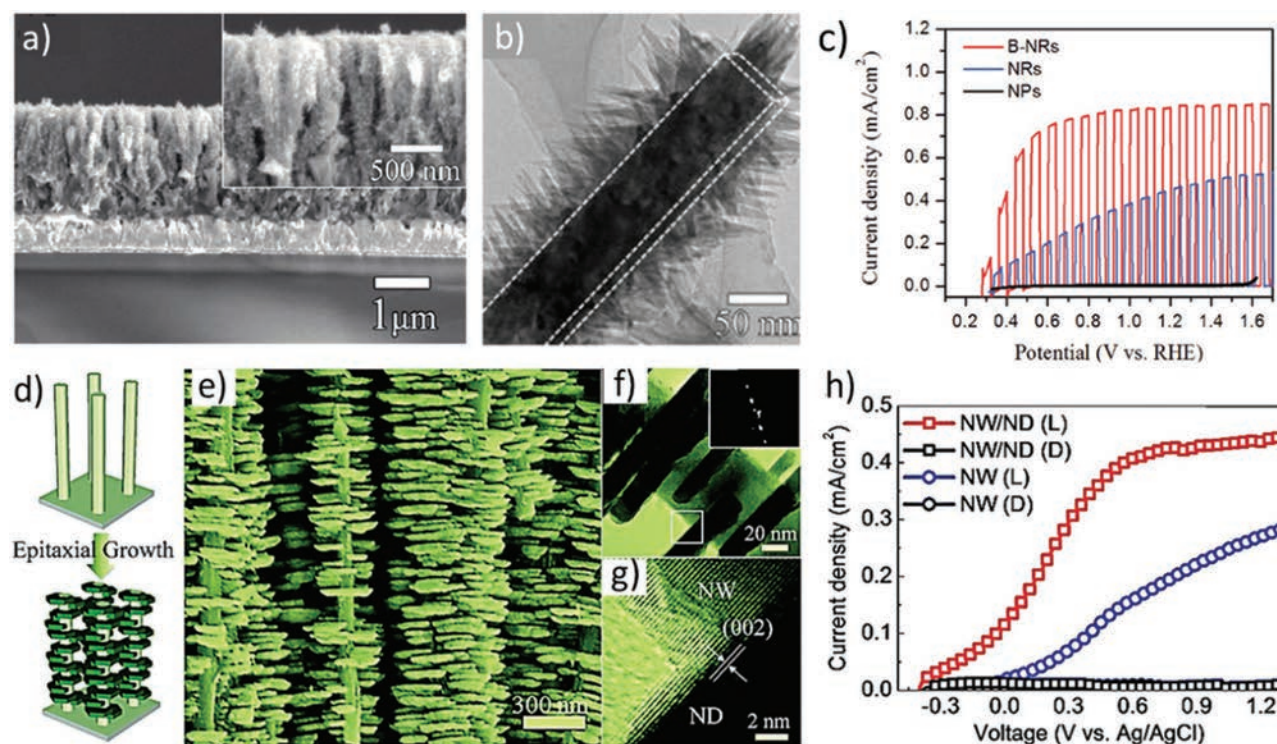 a)
500 nm
1μm
b)
50 nm
c)
B-NRs
NRs
NPs
Current density (mA/cm²)
1.2
1.0
0.8
0.6
0.4
0.2
0.0
0.2 0.4 0.6 0.8 1.0 1.2 1.4 1.6
Potential (V vs. RHE)
d)
Epitaxial Growth
e)
300 nm
f)
20 nm
g)
NW
(002)
ND
2 nm
h)
NW/ND (L)
NW/ND (D)
NW (L)
NW (D)
Current density (mA/cm²)
0.5
0.4
0.3
0.2
0.1
0.0
-0.3 0.0 0.3 0.6 0.9 1.2
Voltage (V vs. Ag/AgCl)